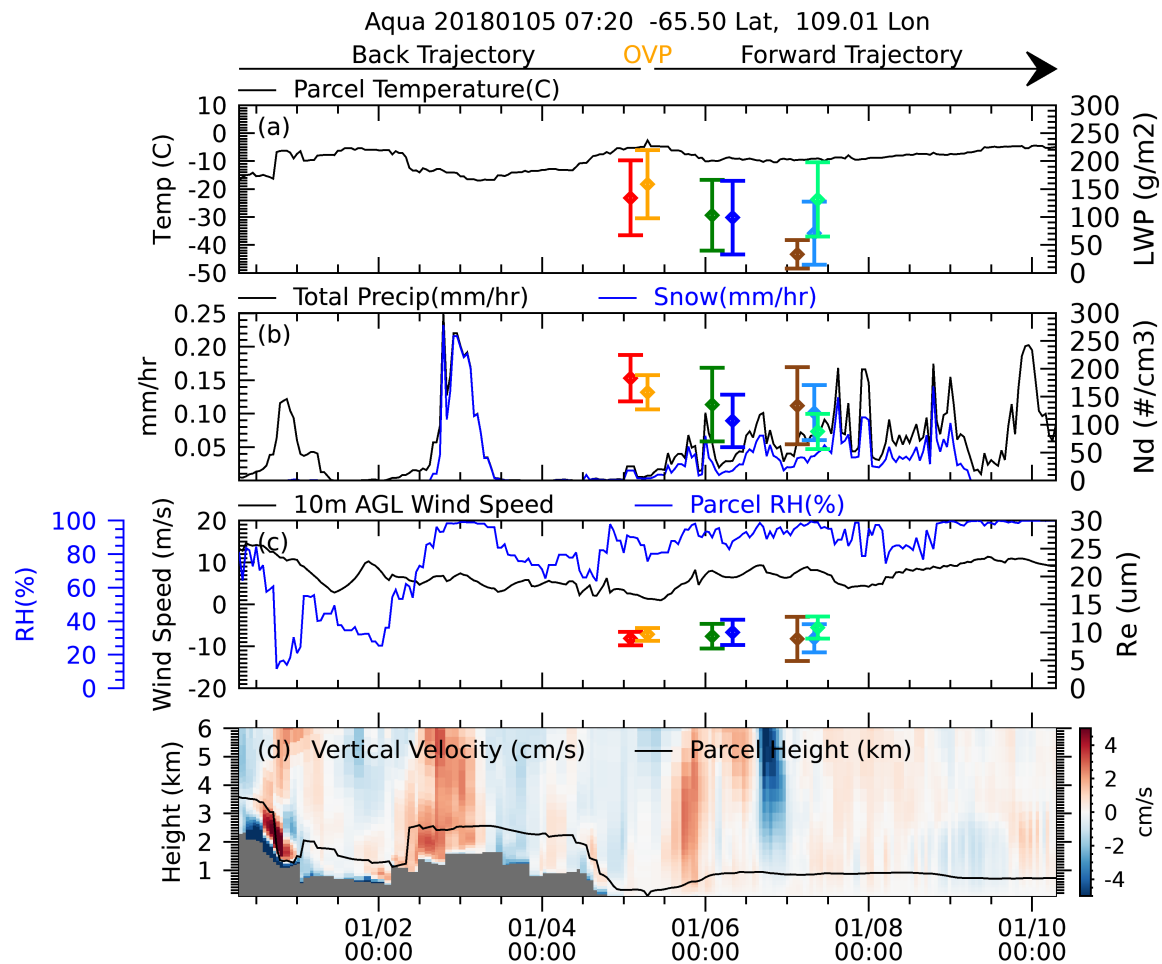 Aqua 20180105 07:20  -65.50 Lat,  109.01 Lon
Back Trajectory OVP Forward Trajectory
Parcel Temperature(C)
(a)
Temp (C)
10
0
-10
-20
-30
-40
-50
300
250
200
150
100
50
0
LWP (g/m2)
Total Precip(mm/hr) Snow(mm/hr)
(b)
mm/hr
0.25
0.20
0.15
0.10
0.05
300
250
200
150
100
50
0
Nd (#/cm3)
10m AGL Wind Speed Parcel RH(%)
(c)
RH(%)
100
80
60
40
20
0
Wind Speed (m/s)
20
10
0
-10
-20
30
25
20
15
10
5
0
Re (um)
(d) Vertical Velocity (cm/s) Parcel Height (km)
Height (km)
6
5
4
3
2
1
4
2
0
-2
-4
cm/s
01/02 01/04 01/06 01/08 01/10
00:00 00:00 00:00 00:00 00:00